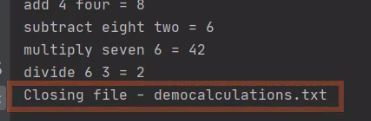 add 4 four = 8
subtract eight two = 6
multiply seven 6 = 42
divide 6 3 = 2
Closing file - democalculations.txt